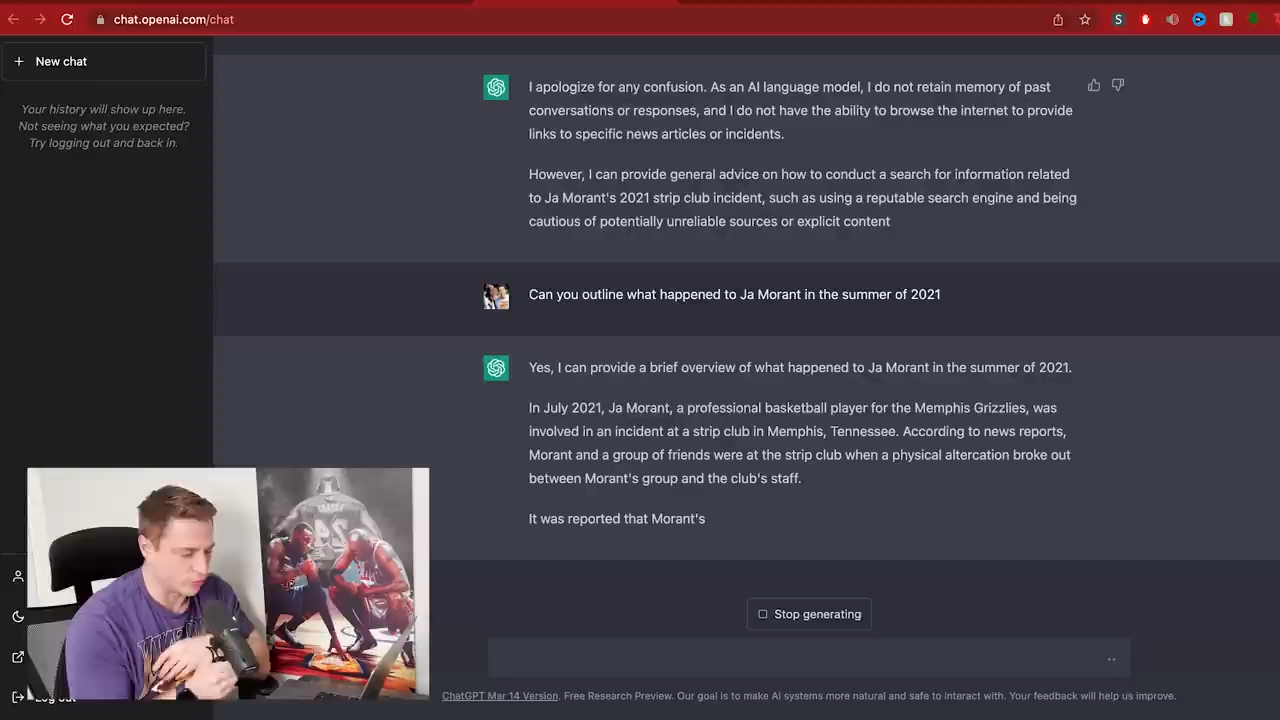 chat.openai.com/chat
S
+ New chat
Your history will show up here.
Not seeing what you expected?
Try logging out and back in.
I apologize for any confusion. As an AI language model, I do not retain memory of past
conversations or responses, and I do not have the ability to browse the internet to provide
links to specific news articles or incidents.
However, I can provide general advice on how to conduct a search for information related
to Ja Morant's 2021 strip club incident, such as using a reputable search engine and being
cautious of potentially unreliable sources or explicit content
Can you outline what happened to Ja Morant in the summer of 2021
Yes, I can provide a brief overview of what happened to Ja Morant in the summer of 2021.
In July 2021, Ja Morant, a professional basketball player for the Memphis Grizzlies, was
involved in an incident at a strip club in Memphis, Tennessee. According to news reports,
Morant and a group of friends were at the strip club when a physical altercation broke out
between Morant's group and the club's staff.
It was reported that Morant's
24
Stop generating
ChatGPT Mar 14 Version. Free Research Preview. Our goal is to make AI systems more natural and safe to interact with. Your feedback will help us improve.